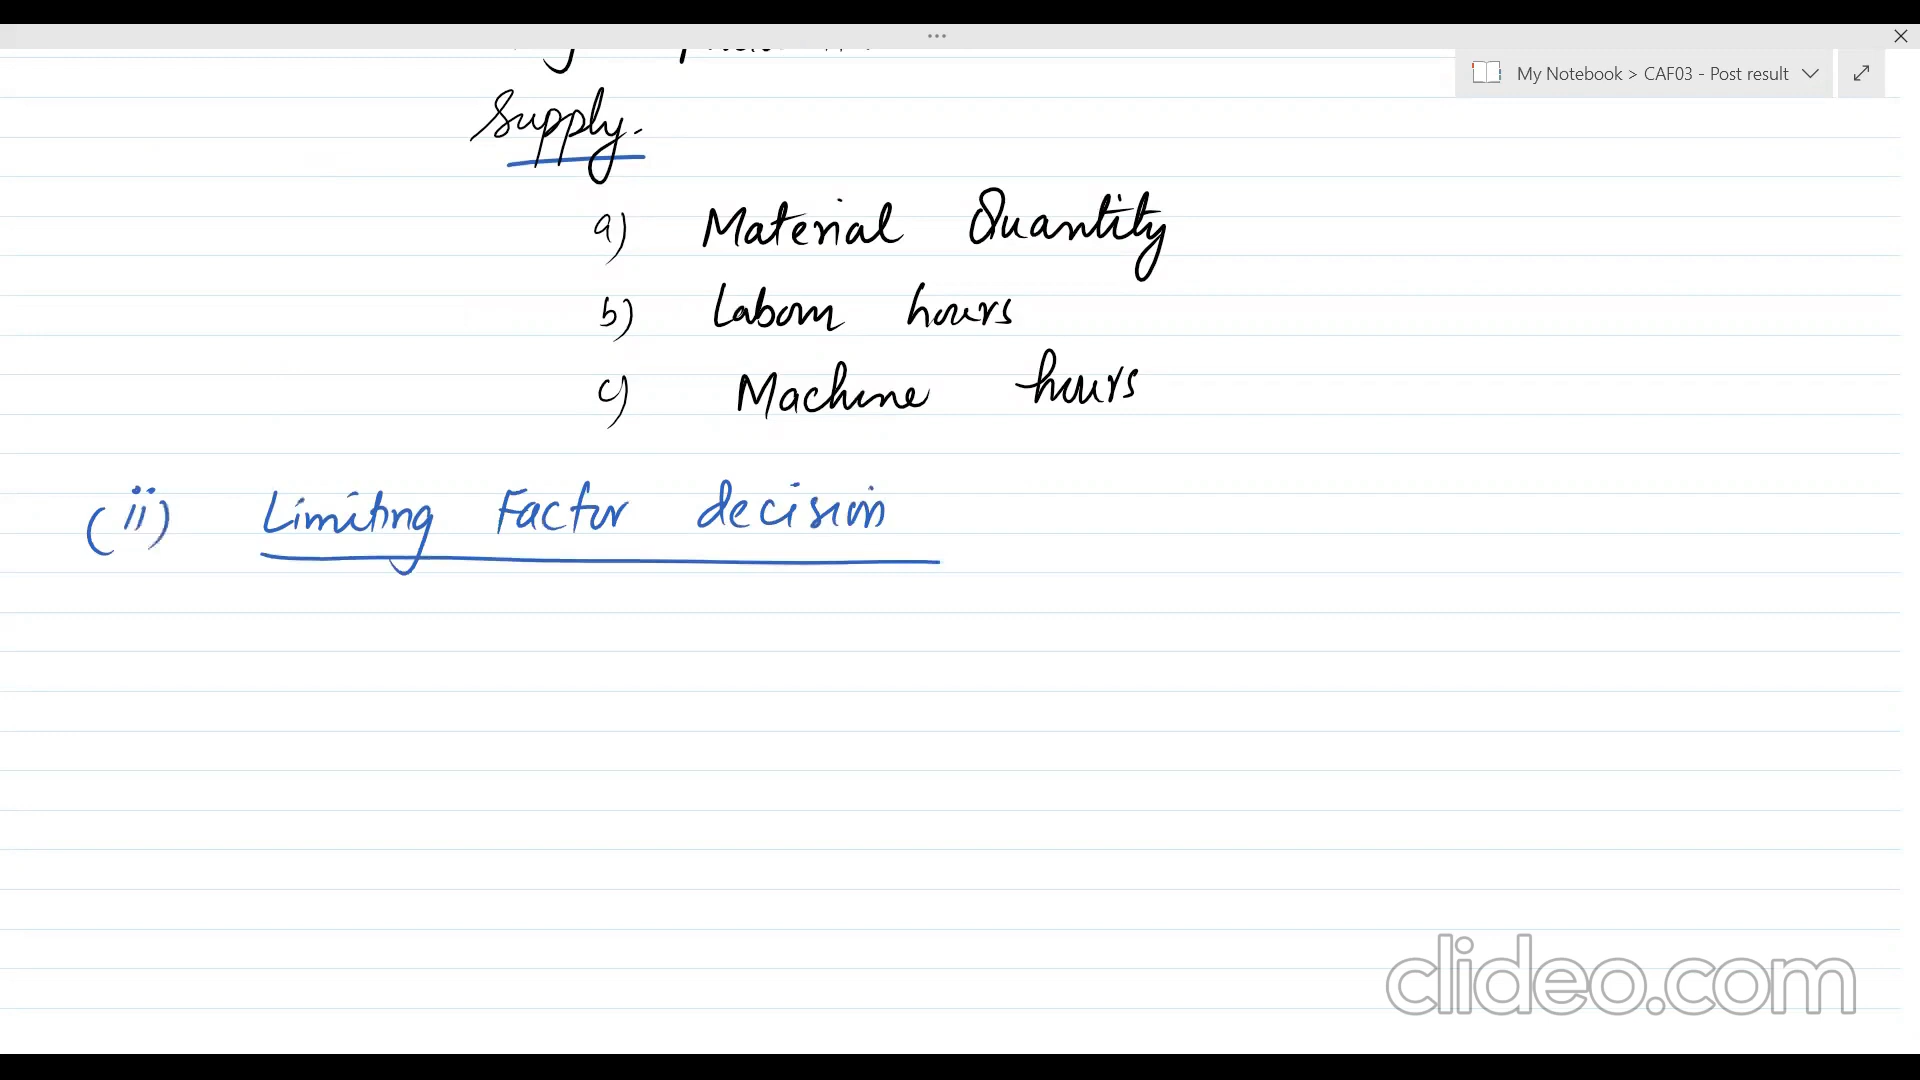 My Notebook > CAF03 - Post result
Supply.
a) Material Quantity
b) Labour hours
c) Machine hours
(ii) Limiting Factor decision
clideo.com